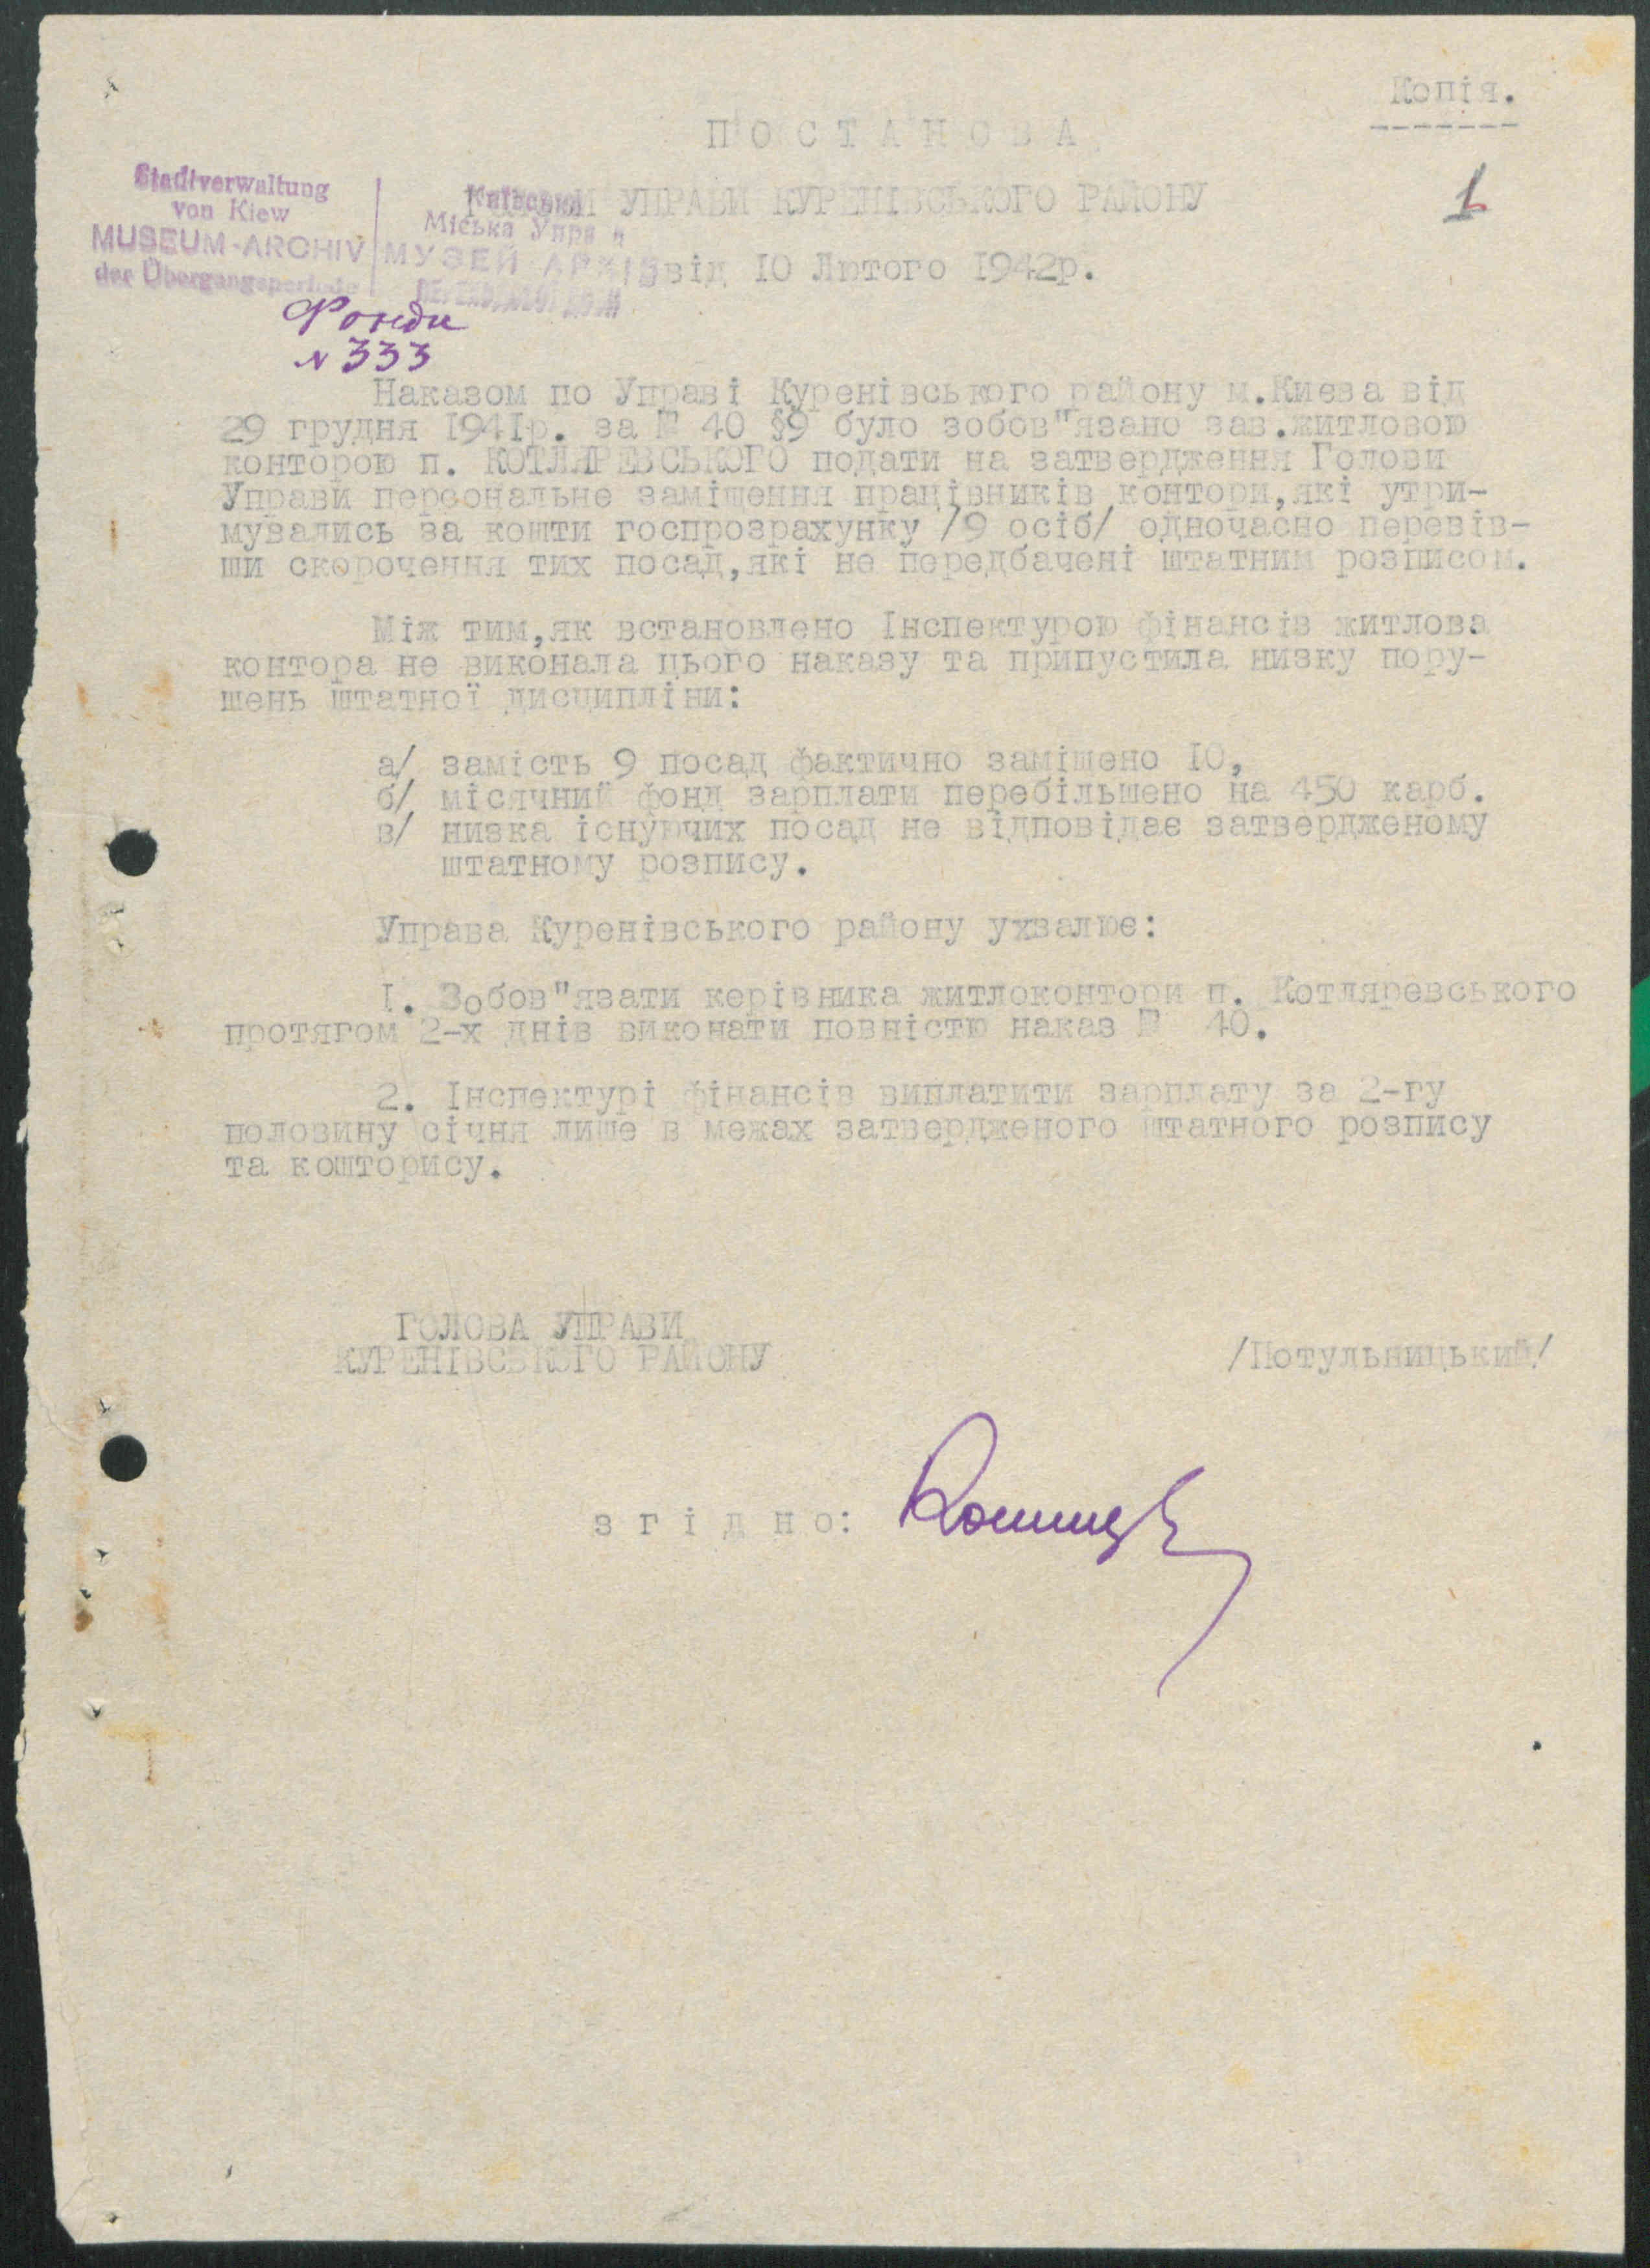 Копія.
ПОСТАНОВА
УПРАВИ КУРЕНІВСЬКОГО РАЙОНУ
від 10 Лютого 1942р.
1
Stadtverwaltung
von Kiew
MUSEUM-ARCHIV
der Übergangsperiode
Київська
Міська Упра
МУЗЕЙ АРХІВ
Фонди
N 333
Наказом по Управі Куренівського району м.Києва від
29 грудня 1941р. за № 40 §9 було зобов"язано зав.житловою
конторою п. КОТЛЯРЕВСЬКОГО подати на затвердження Голови
Управи персональне заміщення працівників контори,які утри-
мувались за кошти госпрозрахунку /9 осіб/ одночасно перевів-
ши скорочення тих посад,які не передбачені штатним розписом.
Між тим,як встановлено Інспектурою фінансів житлова
контора не виконала цього наказу та припустила низку пору-
шень штатної дисципліни:
а/ замість 9 посад фактично заміщено 10,
б/ місячний фонд зарплати перебільшено на 450 карб.
в/ низка існуючих посад не відповідає затвердженому
штатному розпису.
Управа Куренівського району ухвалює:
1. Зобов"язати керівника житлоконтори п. Котляревського
протягом 2-х днів виконати повністю наказ № 40.
2. Інспектурі фінансів виплатити зарплату за 2-гу
половину січня лише в межах затвердженого штатного розпису
та кошторису.
ГОЛОВА УПРАВИ
КУРЕНІВСЬКОГО РАЙОНУ
/Потульницький/
згідно: